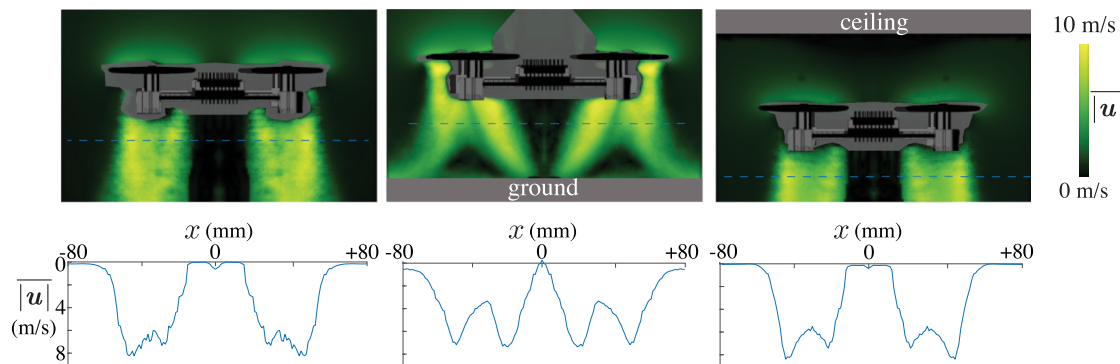 ceiling
10 m/s
|u|
0 m/s
ground
x (mm)
x (mm)
x (mm)
-80 0 +80
-80 0 +80
-80 0 +80
0
4
8
|u|
(m/s)